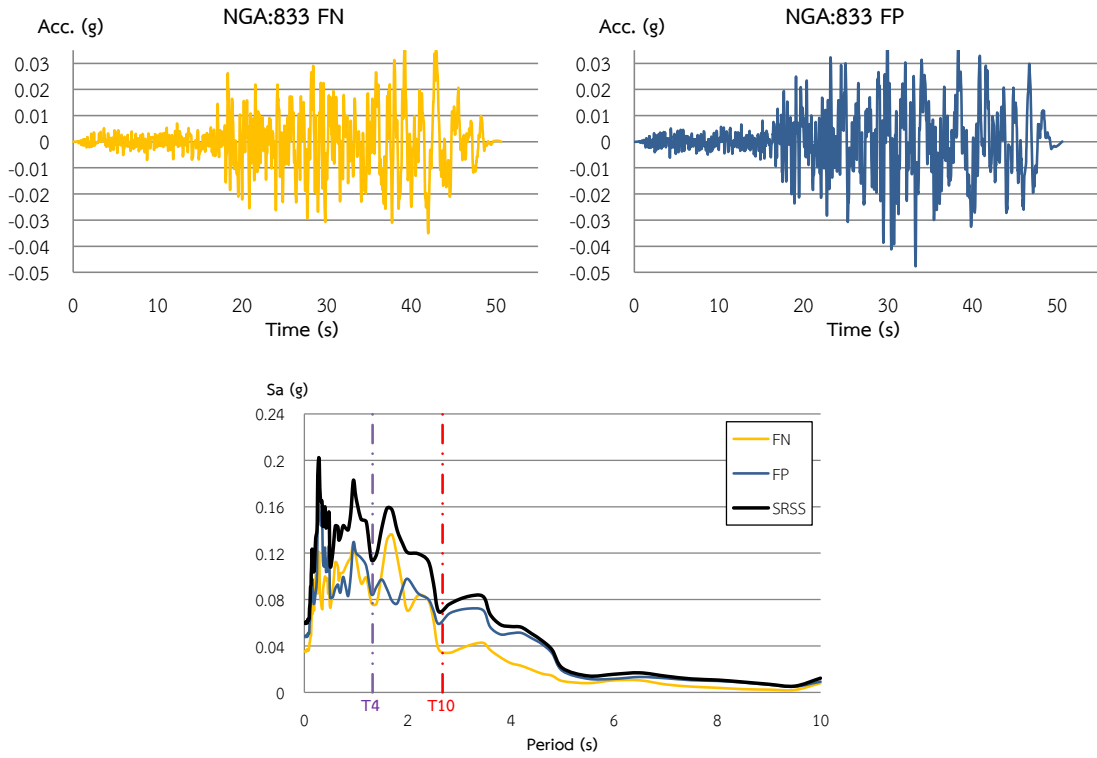 NGA:833 FN
Acc. (g)
0.03
0.02
0.01
0
-0.01
-0.02
-0.03
-0.04
-0.05
0 10 20 30 40 50
Time (s)
NGA:833 FP
Acc. (g)
0.03
0.02
0.01
0
-0.01
-0.02
-0.03
-0.04
-0.05
0 10 20 30 40 50
Time (s)
Sa (g)
0.24
0.2
0.16
0.12
0.08
0.04
0
FN
FP
SRSS
T4 T10
0 2 4 6 8 10
Period (s)